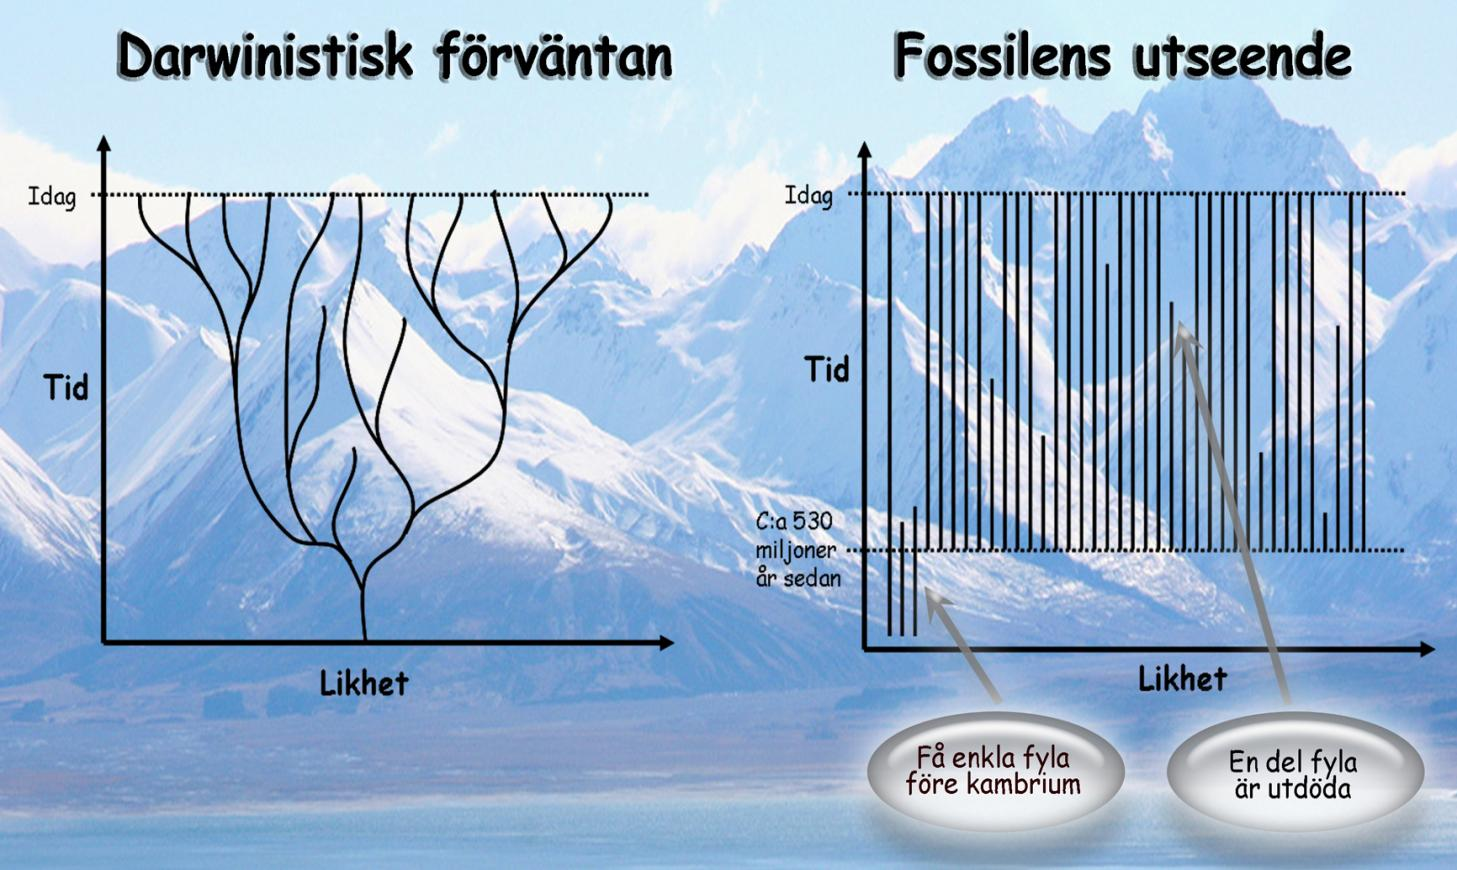 Darwinistisk förväntan
Idag
Tid
Likhet
Fossilens utseende
Idag
Tid
C:a 530
miljoner
år sedan
Likhet
Få enkla fyla
före kambrium
En del fyla
är utdöda